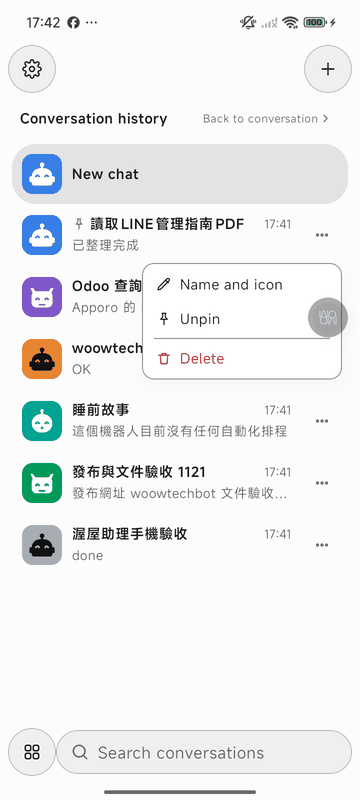 17:42
Conversation history
Back to conversation
New chat
讀取LINE管理指南PDF
17:41
已整理完成
Odoo 查詢
Apporo 的
Name and icon
Unpin
Delete
woowtech
OK
睡前故事
17:41
這個機器人目前沒有任何自動化排程
發布與文件驗收 1121
17:41
發布網址 woowtechbot 文件驗收...
渥屋助理手機驗收
17:41
done
Search conversations